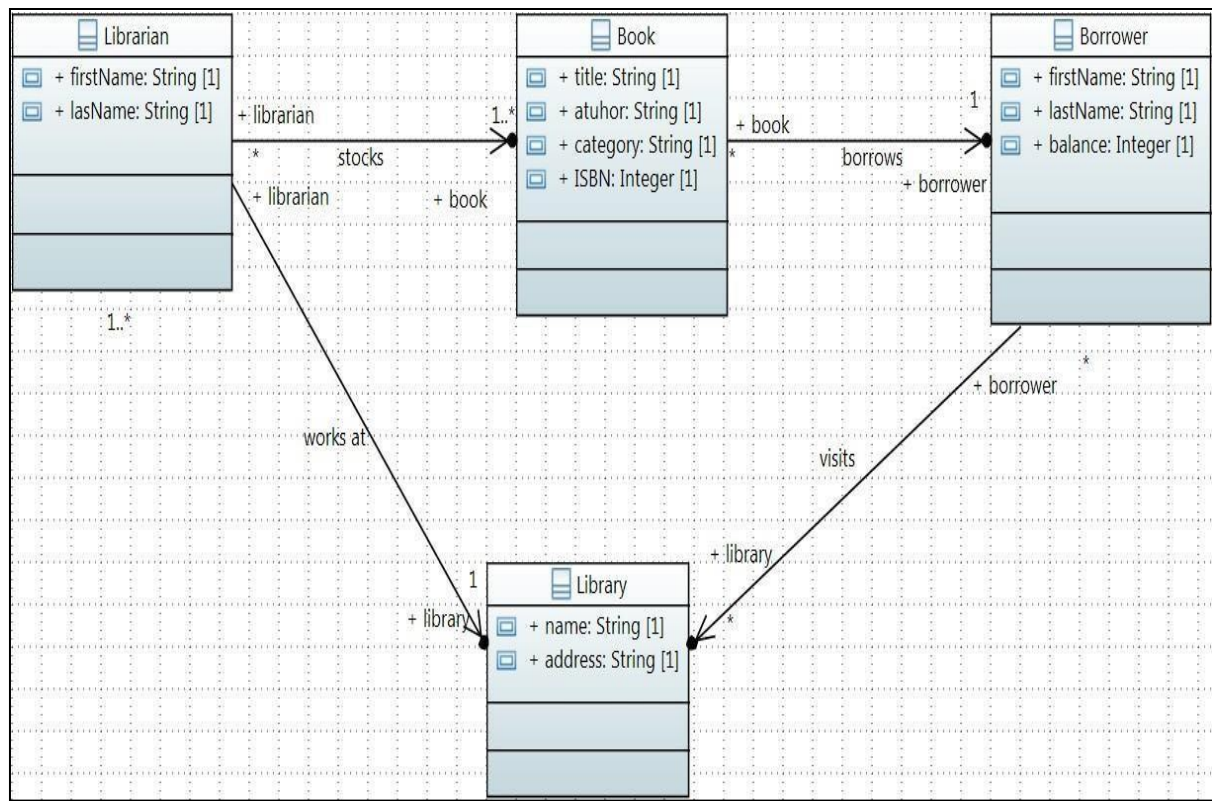 Librarian
+ firstName: String [1]
+ lasName: String [1]
Book
+ title: String [1]
+ atuhor: String [1]
+ category: String [1]
+ ISBN: Integer [1]
Borrower
+ firstName: String [1]
+ lastName: String [1]
+ balance: Integer [1]
+ librarian
*
stocks
1..*
+ book
+ book
*
borrows
1
+ borrower
+ librarian
1..*
works at
1
+ library
*
+ borrower
visits
+ library
*
Library
+ name: String [1]
+ address: String [1]